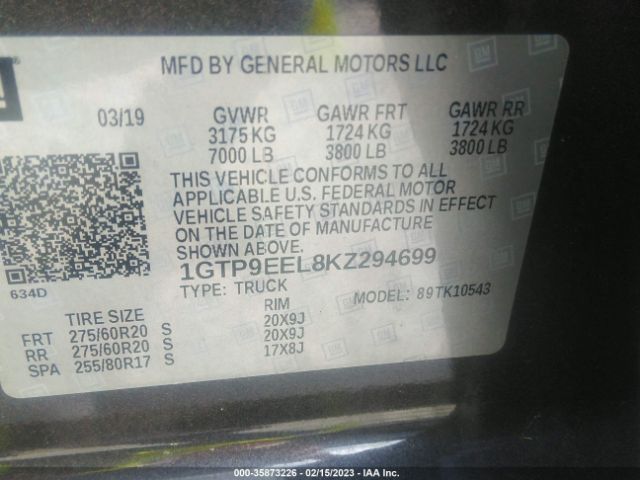 GM
MFD BY GENERAL MOTORS LLC
03/19 GVWR GAWR FRT GAWR RR
3175 KG 1724 KG 1724 KG
7000 LB 3800 LB 3800 LB
THIS VEHICLE CONFORMS TO ALL
APPLICABLE U.S. FEDERAL MOTOR
VEHICLE SAFETY STANDARDS IN EFFECT
ON THE DATE OF MANUFACTURE
SHOWN ABOVE.
1GTP9EEL8KZ294699
634D
TYPE: TRUCK MODEL: 89TK10543
TIRE SIZE RIM
FRT 275/60R20 S 20X9J
RR 275/60R20 S 20X9J
SPA 255/80R17 S 17X8J
000-35873226 - 02/15/2023 - IAA Inc.